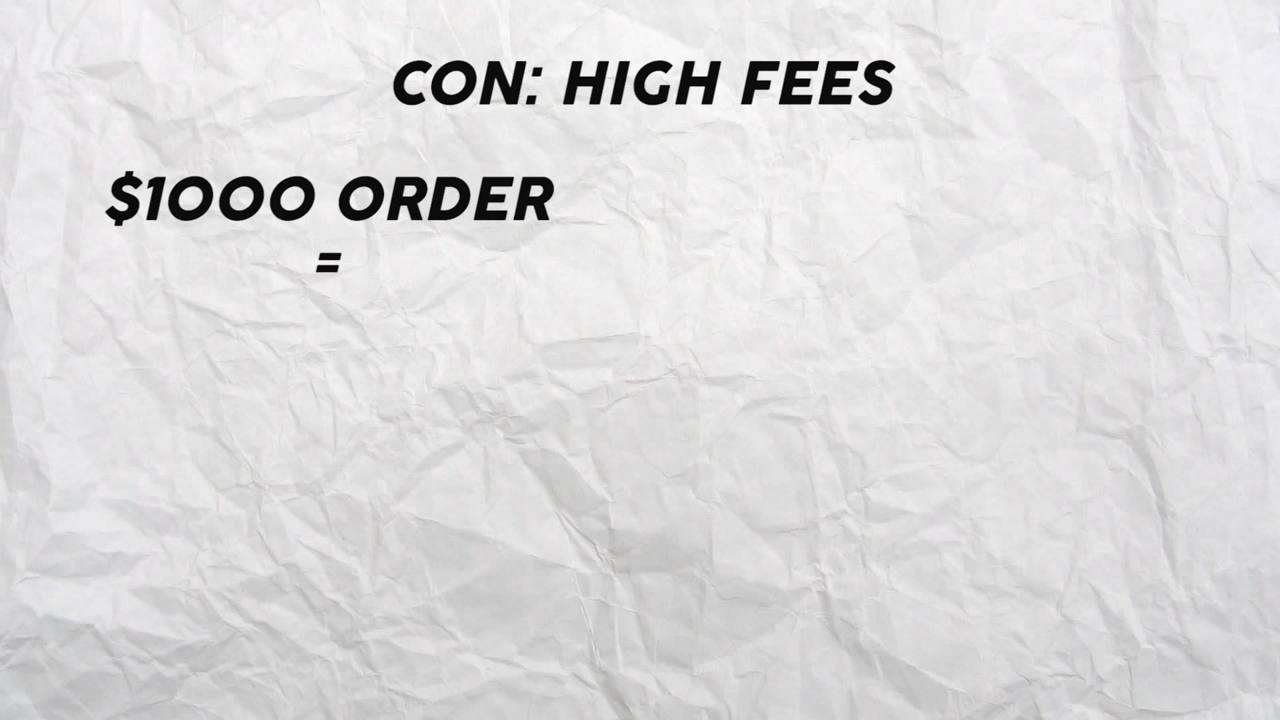 CON: HIGH FEES
$1000 ORDER
=